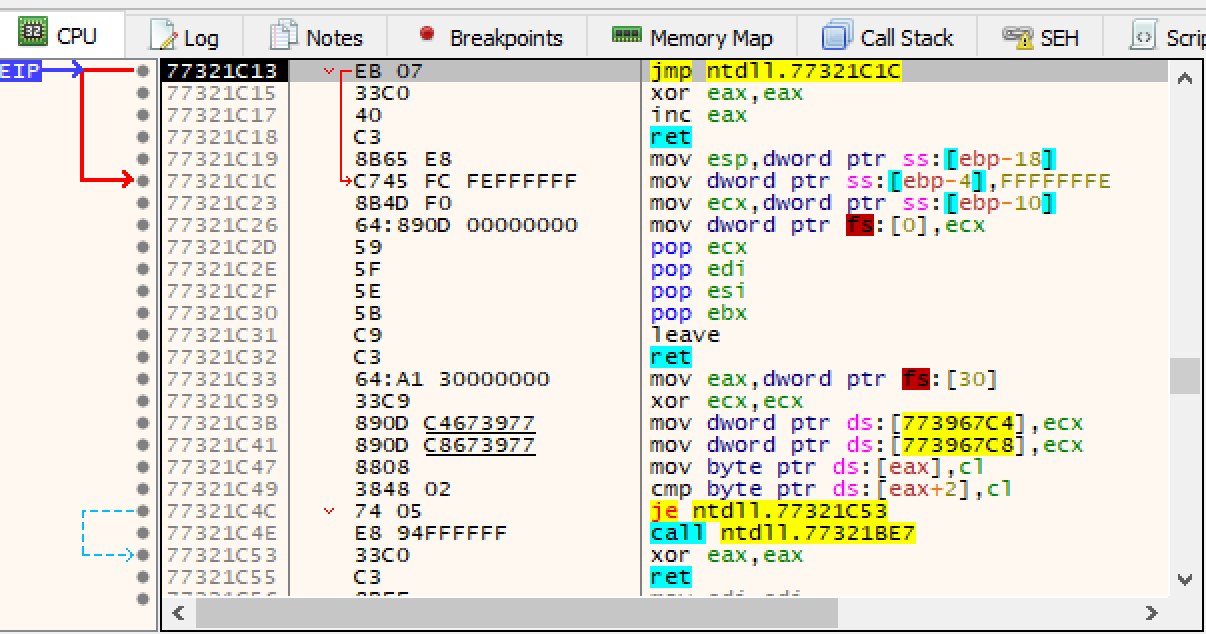 CPU Log Notes Breakpoints Memory Map Call Stack SEH Scrip
EIP 77321C13 EB 07 jmp ntdll.77321C1C
77321C15 33C0 xor eax,eax
77321C17 40 inc eax
77321C18 C3 ret
77321C19 8B65 E8 mov esp,dword ptr ss:[ebp-18]
77321C1C C745 FC FEFFFFFF mov dword ptr ss:[ebp-4],FFFFFFFE
77321C23 8B4D F0 mov ecx,dword ptr ss:[ebp-10]
77321C26 64:890D 00000000 mov dword ptr fs:[0],ecx
77321C2D 59 pop ecx
77321C2E 5F pop edi
77321C2F 5E pop esi
77321C30 5B pop ebx
77321C31 C9 leave
77321C32 C3 ret
77321C33 64:A1 30000000 mov eax,dword ptr fs:[30]
77321C39 33C9 xor ecx,ecx
77321C3B 890D C4673977 mov dword ptr ds:[773967C4],ecx
77321C41 890D C8673977 mov dword ptr ds:[773967C8],ecx
77321C47 8808 mov byte ptr ds:[eax],cl
77321C49 3848 02 cmp byte ptr ds:[eax+2],cl
77321C4C 74 05 je ntdll.77321C53
77321C4E E8 94FFFFFF call ntdll.77321BE7
77321C53 33C0 xor eax,eax
77321C55 C3 ret